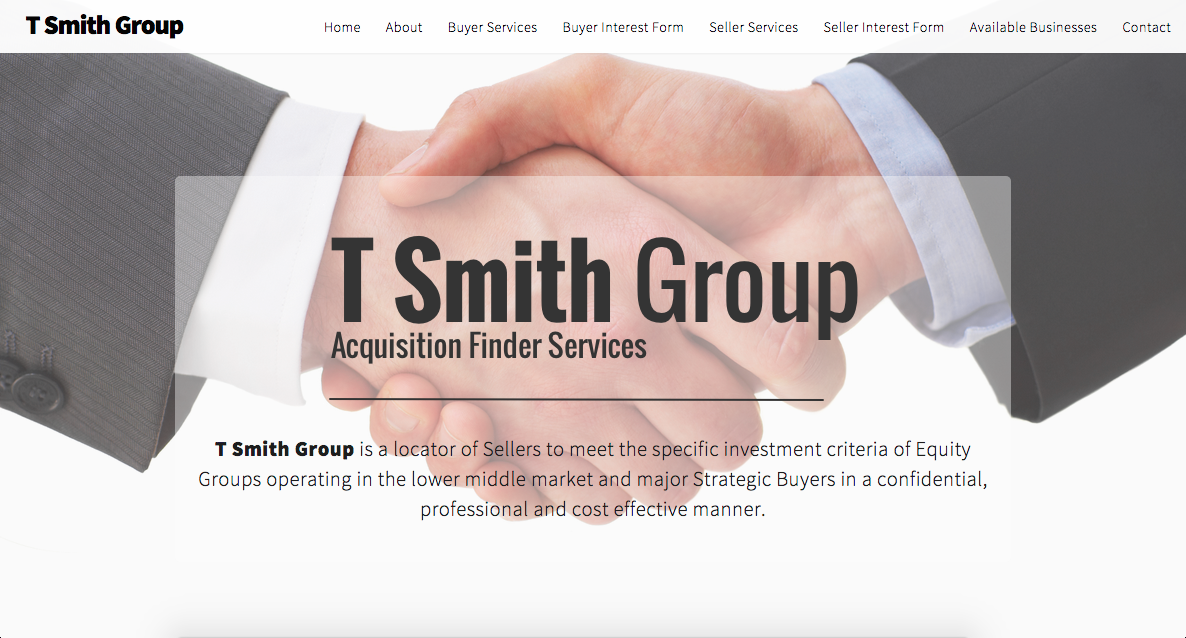 T Smith Group
Home About Buyer Services Buyer Interest Form Seller Services Seller Interest Form Available Businesses Contact
T Smith Group
Acquisition Finder Services
T Smith Group is a locator of Sellers to meet the specific investment criteria of Equity
Groups operating in the lower middle market and major Strategic Buyers in a confidential,
professional and cost effective manner.